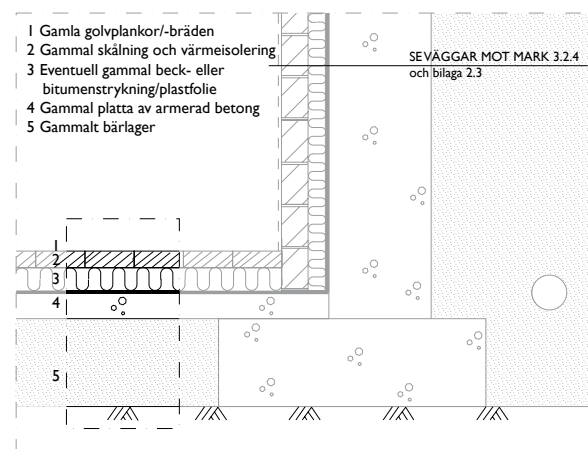 1 Gamla golvplankor/-bräden
2 Gammal skålning och värmeisolering
3 Eventuell gammal beck- eller
bitumenstrykning/plastfolie
4 Gammal platta av armerad betong
5 Gammalt bärlager
SE VÄGGAR MOT MARK 3.2.4
och bilaga 2.3
1
2
3
4
5